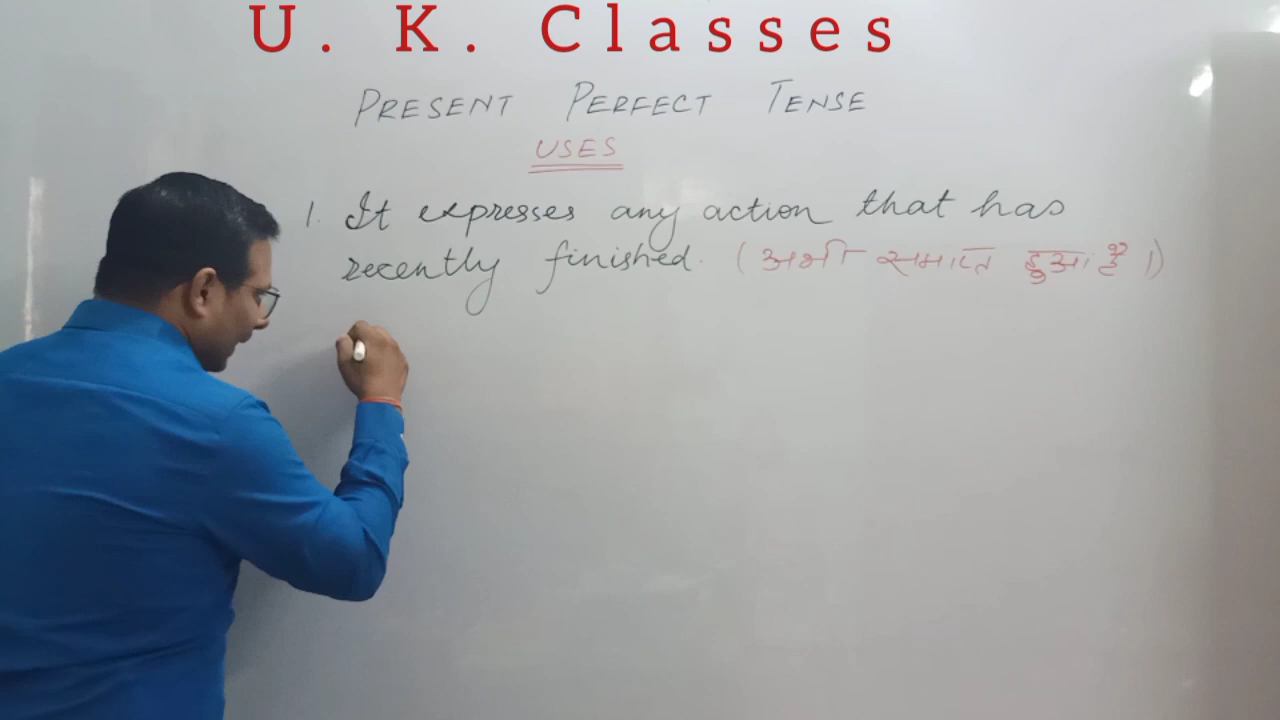 U. K. Classes
PRESENT PERFECT TENSE
USES
1. It expresses any action that has
recently finished. (अभी समाप्त हुआ है।)